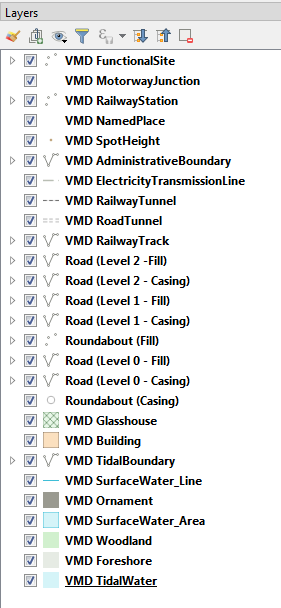 Layers
VMD FunctionalSite
VMD MotorwayJunction
VMD RailwayStation
VMD NamedPlace
VMD SpotHeight
VMD AdministrativeBoundary
VMD ElectricityTransmissionLine
VMD RailwayTunnel
VMD RoadTunnel
VMD RailwayTrack
Road (Level 2 -Fill)
Road (Level 2 - Casing)
Road (Level 1 - Fill)
Road (Level 1 - Casing)
Roundabout (Fill)
Road (Level 0 - Fill)
Road (Level 0 - Casing)
Roundabout (Casing)
VMD Glasshouse
VMD Building
VMD TidalBoundary
VMD SurfaceWater_Line
VMD Ornament
VMD SurfaceWater_Area
VMD Woodland
VMD Foreshore
VMD TidalWater